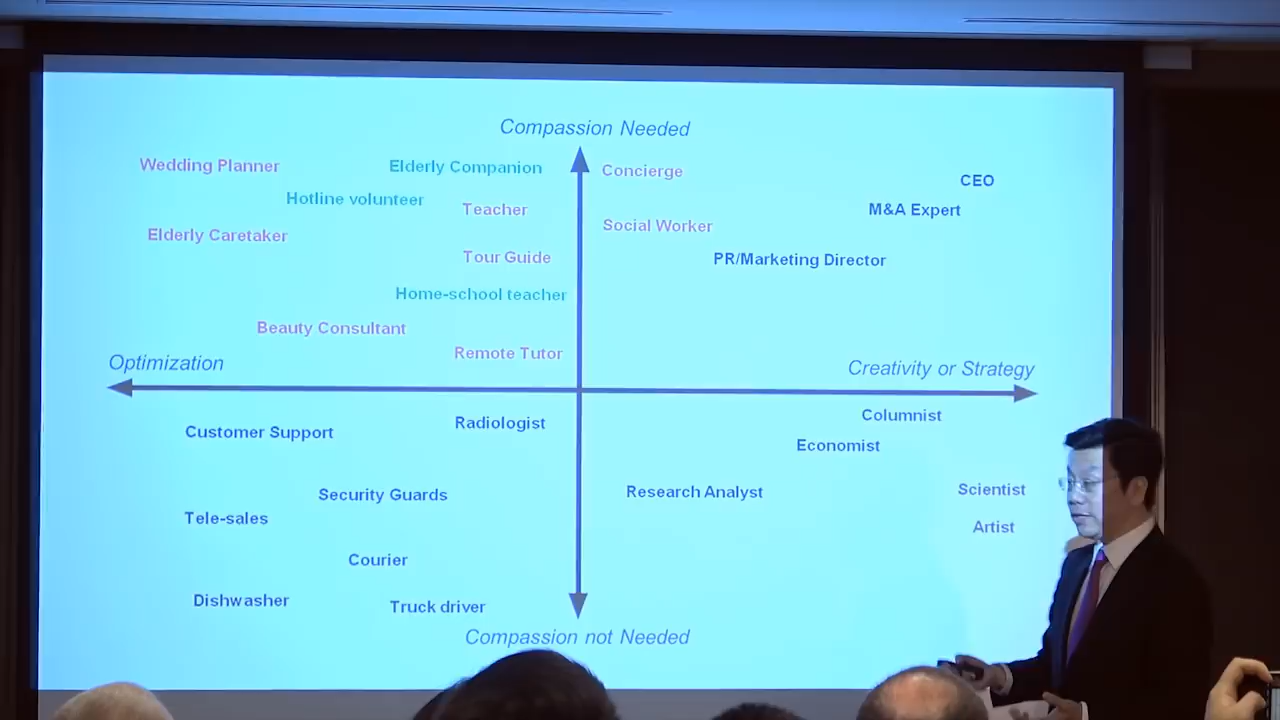 Compassion Needed
Wedding Planner
Elderly Companion
Concierge
CEO
Hotline volunteer
Teacher
M&A Expert
Elderly Caretaker
Social Worker
Tour Guide
PR/Marketing Director
Home-school teacher
Beauty Consultant
Remote Tutor
Optimization
Creativity or Strategy
Customer Support
Radiologist
Columnist
Economist
Security Guards
Research Analyst
Scientist
Tele-sales
Artist
Courier
Dishwasher
Truck driver
Compassion not Needed